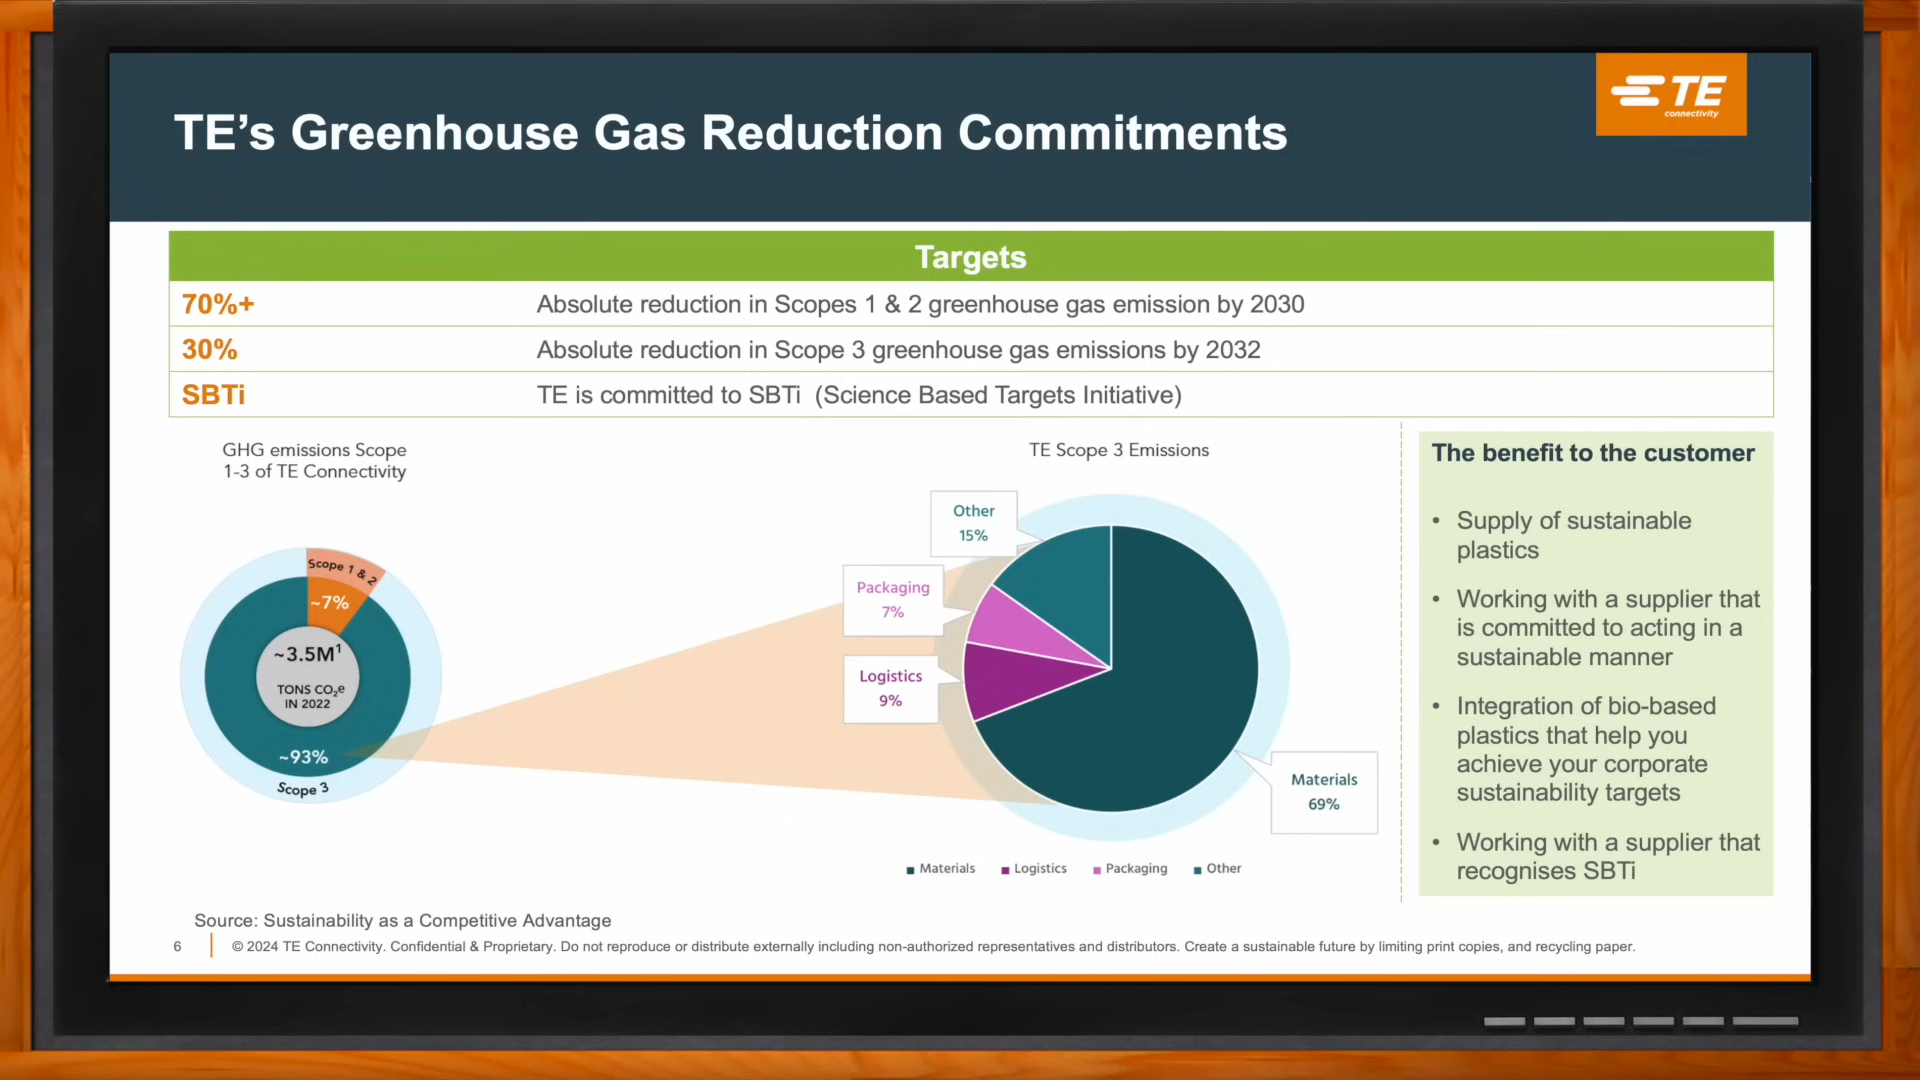 TE
connectivity
TE's Greenhouse Gas Reduction Commitments
Targets
70%+ Absolute reduction in Scopes 1 & 2 greenhouse gas emission by 2030
30% Absolute reduction in Scope 3 greenhouse gas emissions by 2032
SBTi TE is committed to SBTi (Science Based Targets Initiative)
GHG emissions Scope
1-3 of TE Connectivity
Scope 1 & 2
~7%
~3.5M¹
TONS CO₂e
IN 2022
~93%
Scope 3
TE Scope 3 Emissions
Other
15%
Packaging
7%
Logistics
9%
Materials
69%
Materials Logistics Packaging Other
The benefit to the customer
• Supply of sustainable
plastics
• Working with a supplier that
is committed to acting in a
sustainable manner
• Integration of bio-based
plastics that help you
achieve your corporate
sustainability targets
• Working with a supplier that
recognises SBTi
Source: Sustainability as a Competitive Advantage
6 © 2024 TE Connectivity. Confidential & Proprietary. Do not reproduce or distribute externally including non-authorized representatives and distributors. Create a sustainable future by limiting print copies, and recycling paper.